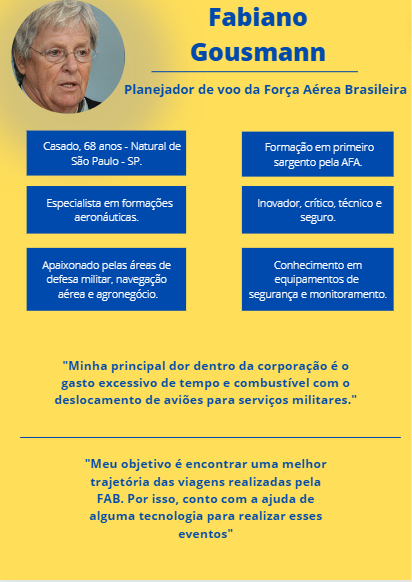 Fabiano
Gousmann
Planejador de voo da Força Aérea Brasileira
Casado, 68 anos - Natural de
São Paulo - SP.
Formação em primeiro
sargento pela AFA.
Especialista em formações
aeronáuticas.
Inovador, crítico, técnico e
seguro.
Apaixonado pelas áreas de
defesa militar, navegação
aérea e agronegócio.
Conhecimento em
equipamentos de
segurança e monitoramento.
"Minha principal dor dentro da corporação é o
gasto excessivo de tempo e combustível com o
deslocamento de aviões para serviços militares."
"Meu objetivo é encontrar uma melhor
trajetória das viagens realizadas pela
FAB. Por isso, conto com a ajuda de
alguma tecnologia para realizar esses
eventos"